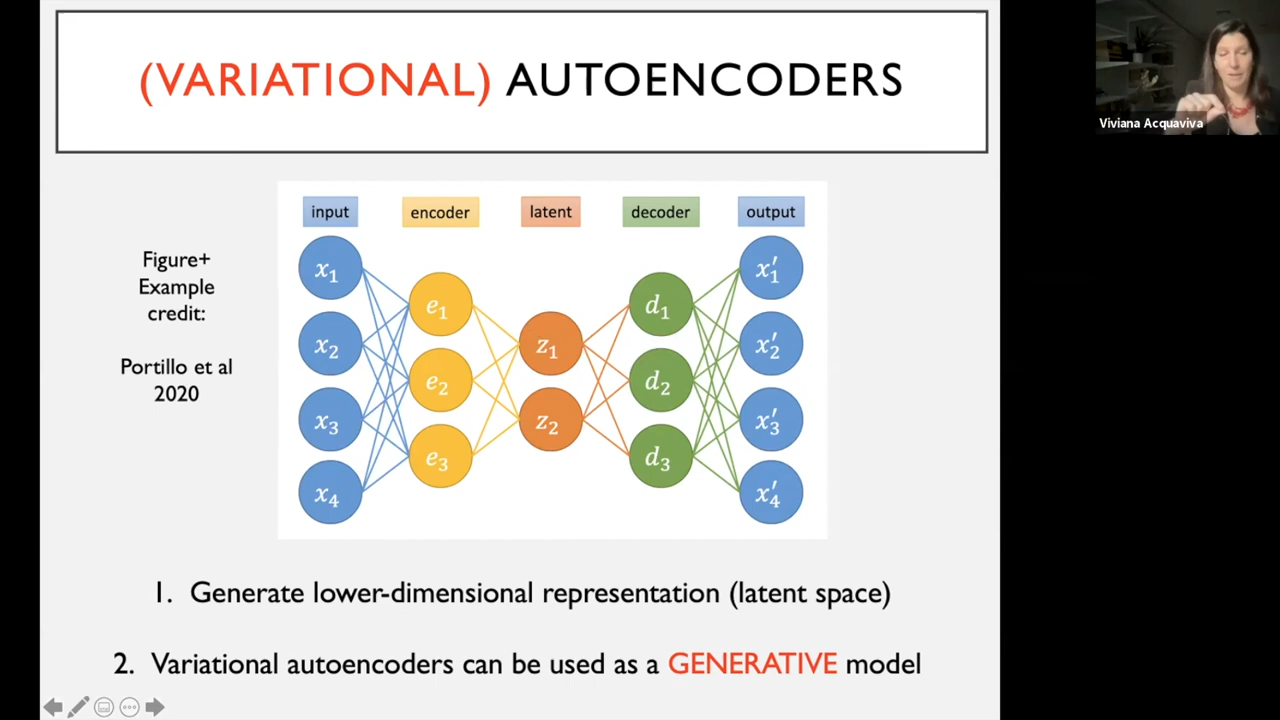 (VARIATIONAL) AUTOENCODERS
Viviana Acquaviva
Figure+
Example
credit:
Portillo et al
2020
input
encoder
latent
decoder
output
x₁
x₂
x₃
x₄
e₁
e₂
e₃
z₁
z₂
d₁
d₂
d₃
x′₁
x′₂
x′₃
x′₄
1. Generate lower-dimensional representation (latent space)
2. Variational autoencoders can be used as a GENERATIVE model